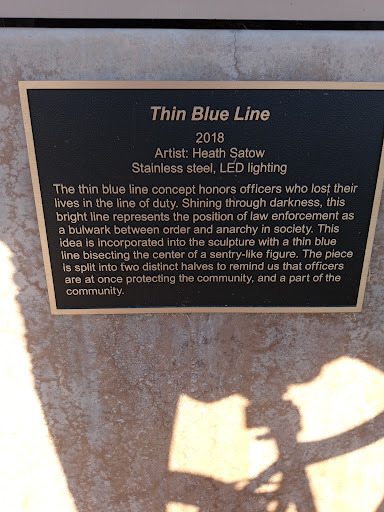 Thin Blue Line
2018
Artist: Heath Satow
Stainless steel, LED lighting
The thin blue line concept honors officers who lost their
lives in the line of duty. Shining through darkness, this
bright line represents the position of law enforcement as
a bulwark between order and anarchy in society. This
idea is incorporated into the sculpture with a thin blue
line bisecting the center of a sentry-like figure. The piece
is split into two distinct halves to remind us that officers
are at once protecting the community, and a part of the
community.